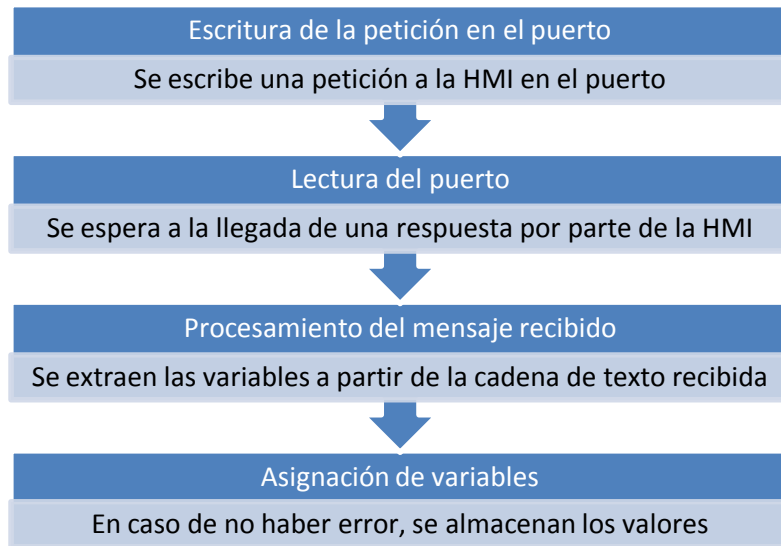 Escritura de la petición en el puerto
Se escribe una petición a la HMI en el puerto
Lectura del puerto
Se espera a la llegada de una respuesta por parte de la HMI
Procesamiento del mensaje recibido
Se extraen las variables a partir de la cadena de texto recibida
Asignación de variables
En caso de no haber error, se almacenan los valores